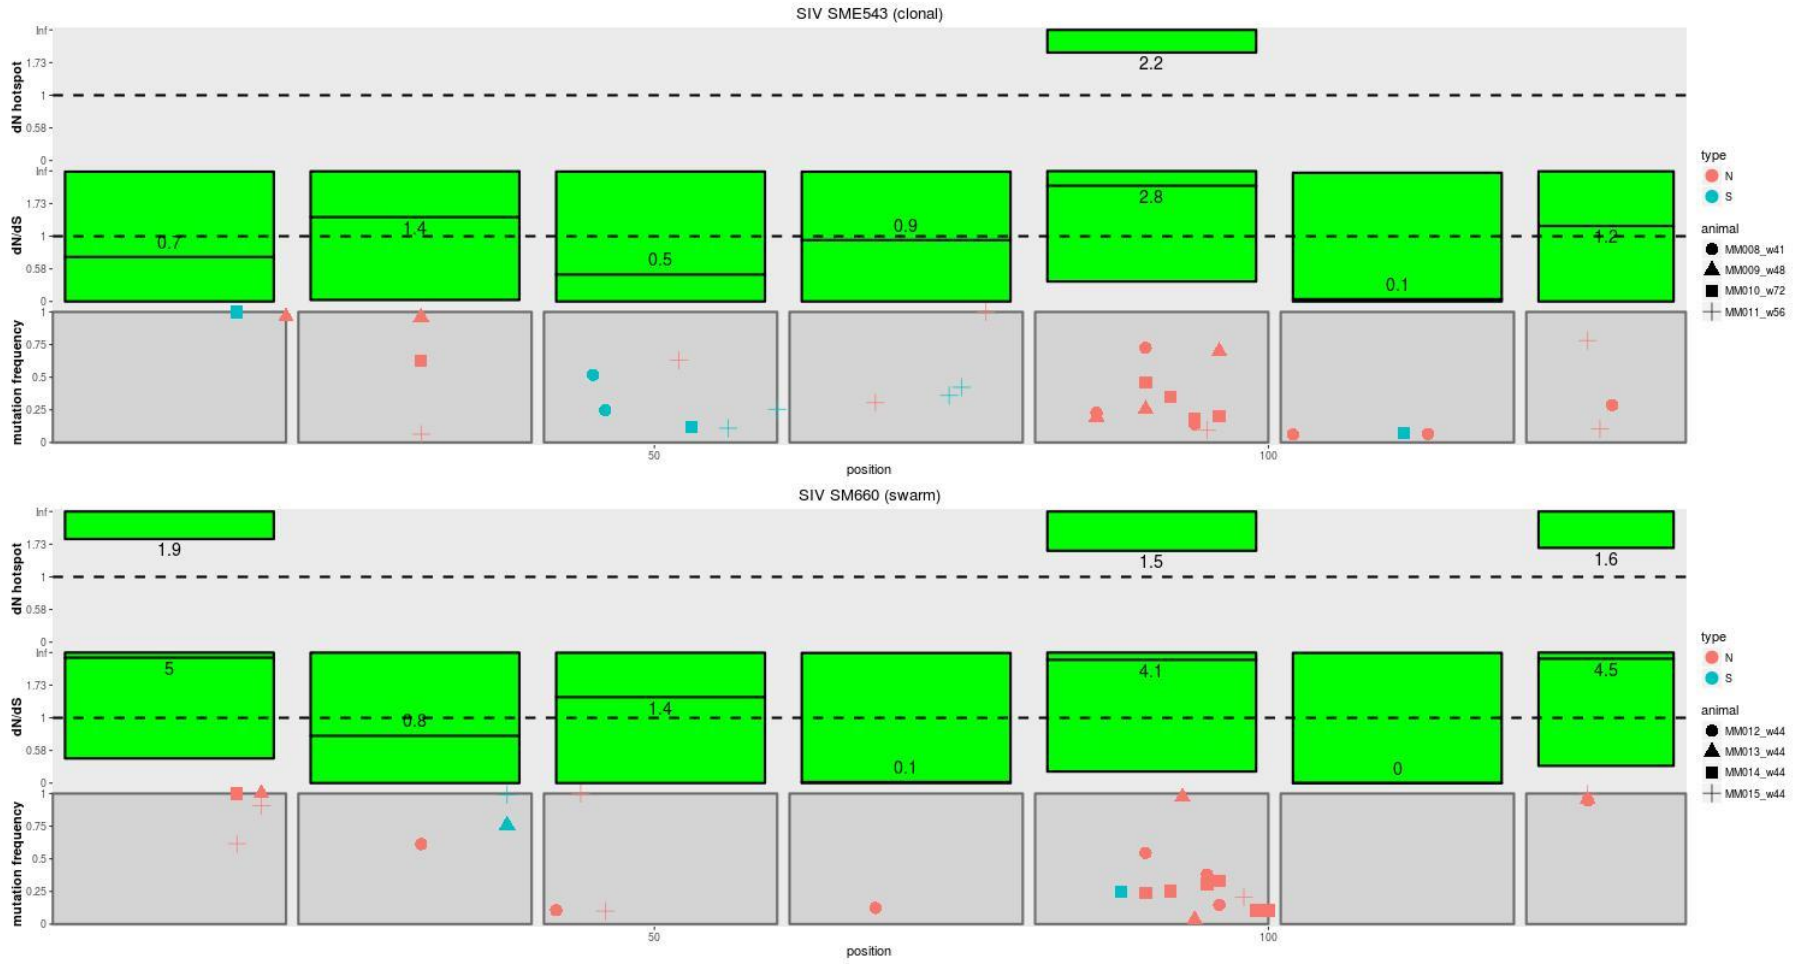 SIV SME543 (clonal)
dN hotspot
Inf
1.73
1
0.58
0
2.2
dN/dS
Inf
1.73
1
0.58
0
0.7
1.4
0.5
0.9
2.8
0.1
1.2
mutation frequency
1
0.75
0.5
0.25
0
50
100
position
type
N
S
animal
MM008_w41
MM009_w48
MM010_w72
MM011_w56
SIV SM660 (swarm)
dN hotspot
Inf
1.73
1
0.58
0
1.9
1.5
1.6
dN/dS
Inf
1.73
1
0.58
0
5
0.8
1.4
0.1
4.1
0
4.5
mutation frequency
1
0.75
0.5
0.25
0
50
100
position
type
N
S
animal
MM012_w44
MM013_w44
MM014_w44
MM015_w44